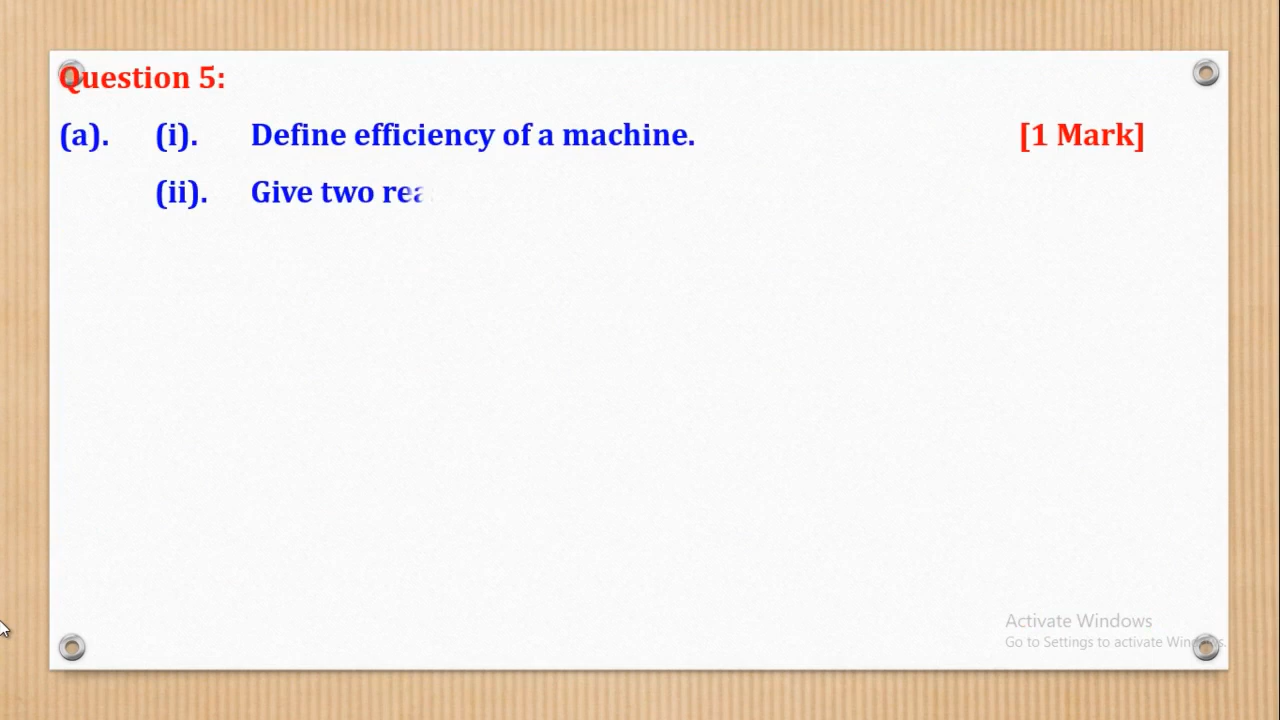 Question 5:
(a). (i). Define efficiency of a machine. [1 Mark]
(ii). Give two
Activate Windows
Go to Settings to activate Windows.